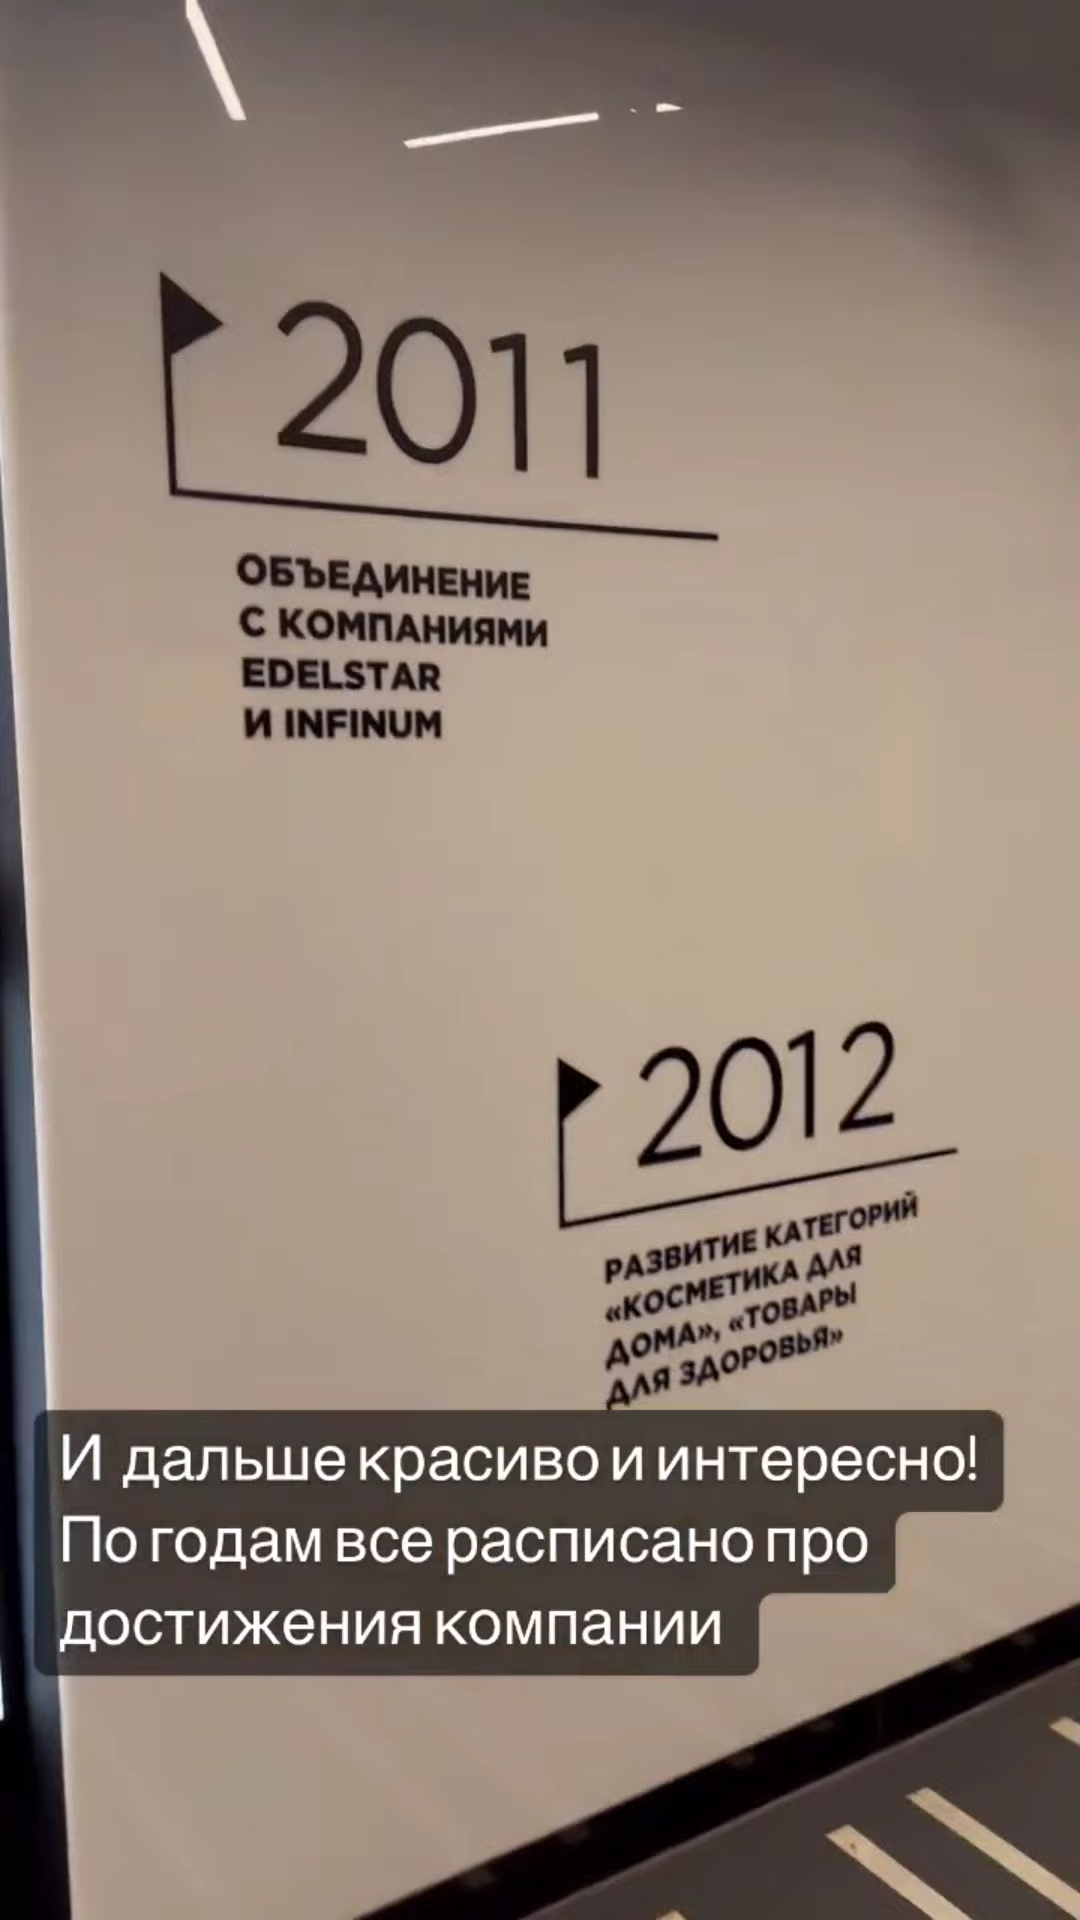 2011
ОБЪЕДИНЕНИЕ
С КОМПАНИЯМИ
EDELSTAR
И INFINUM
2012
РАЗВИТИЕ КАТЕГОРИЙ
«КОСМЕТИКА ДЛЯ
ДОМА», «ТОВАРЫ
ДЛЯ ЗДОРОВЬЯ»
И дальше красиво и интересно!
По годам все расписано про
достижения компании